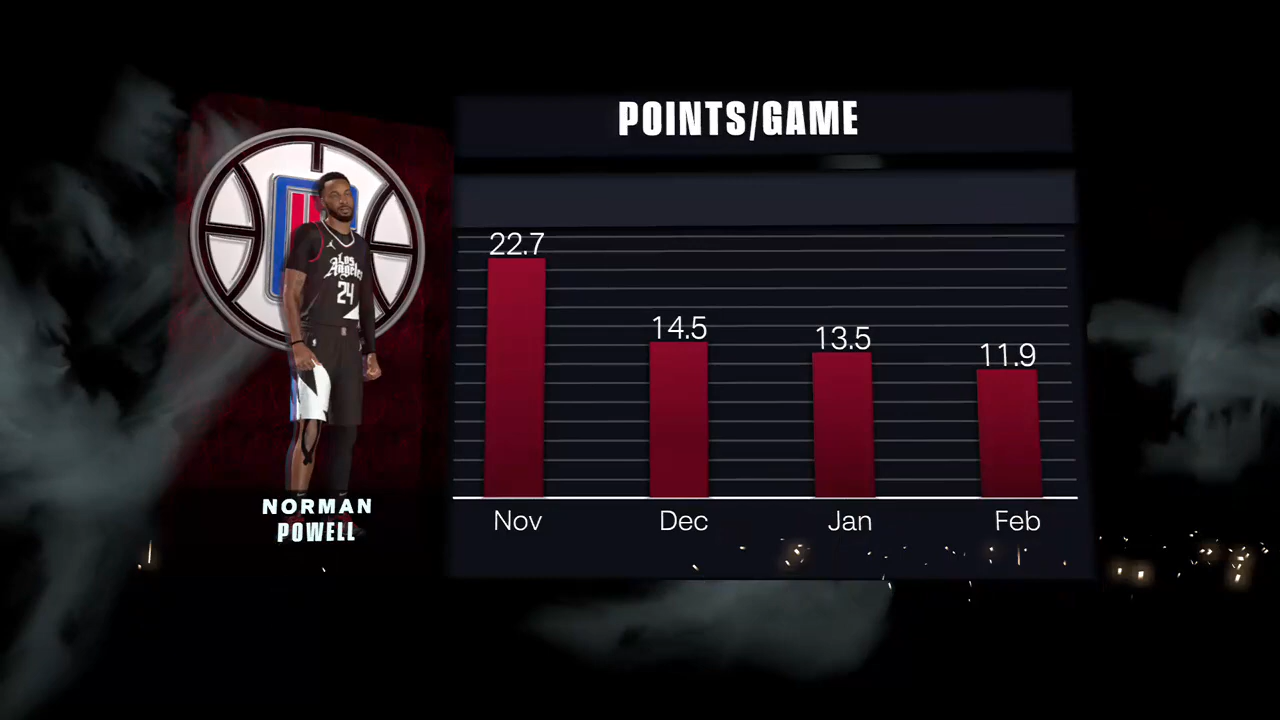 POINTS/GAME
Los
Angeles
24
NORMAN
POWELL
22.7
14.5
13.5
11.9
Nov
Dec
Jan
Feb